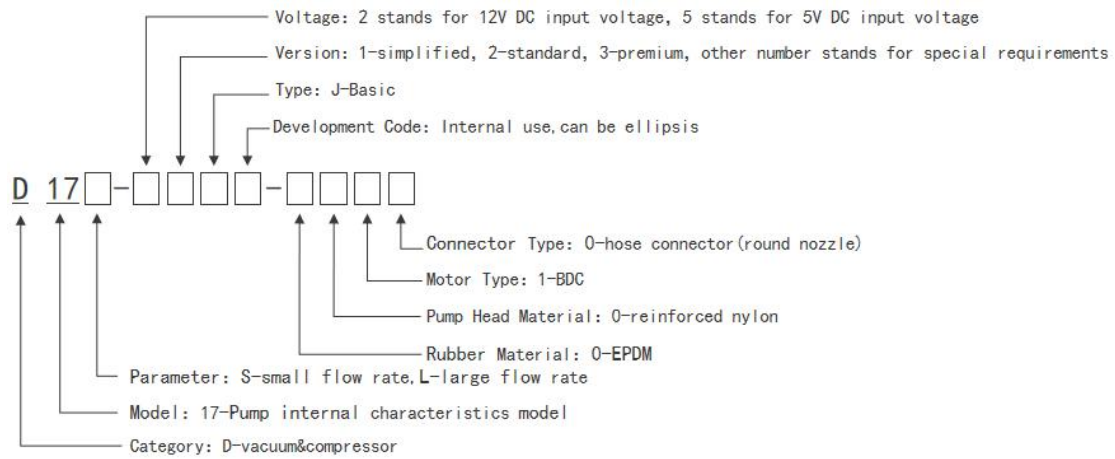 Voltage: 2 stands for 12V DC input voltage, 5 stands for 5V DC input voltage
Version: 1-simplified, 2-standard, 3-premium, other number stands for special requirements
Type: J-Basic
Development Code: Internal use,can be ellipsis
D 17□-□□□□-□□□□
Connector Type: 0-hose connector(round nozzle)
Motor Type: 1-BDC
Pump Head Material: 0-reinforced nylon
Rubber Material: 0-EPDM
Parameter: S-small flow rate,L-large flow rate
Model: 17-Pump internal characteristics model
Category: D-vacuum&compressor